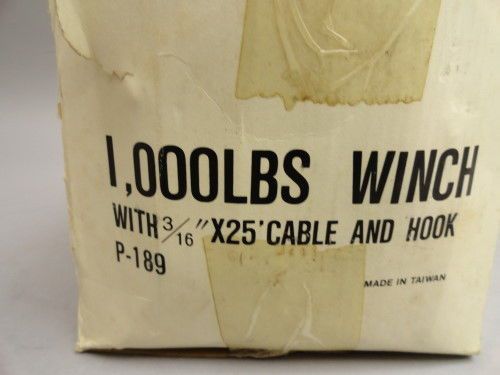 1,000LBS WINCH
WITH 3/16"X25' CABLE AND HOOK
P-189
MADE IN TAIWAN